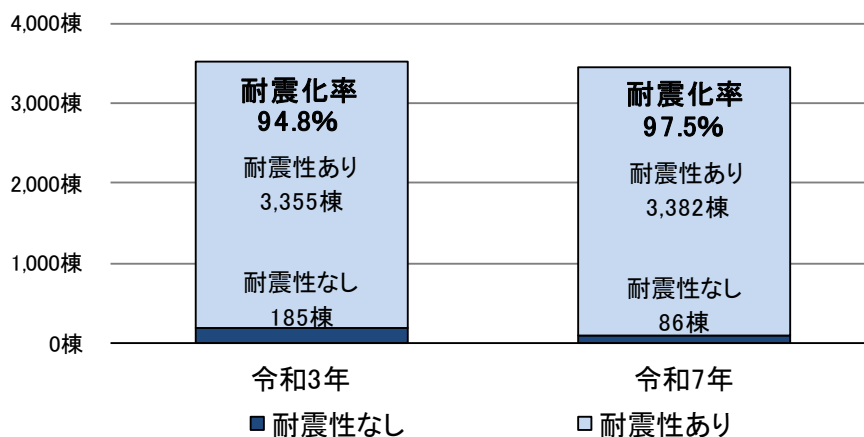 4,000棟
3,000棟
2,000棟
1,000棟
0棟
耐震化率
94.8%
耐震性あり
3,355棟
耐震性なし
185棟
耐震化率
97.5%
耐震性あり
3,382棟
耐震性なし
86棟
令和3年
令和7年
耐震性なし
耐震性あり